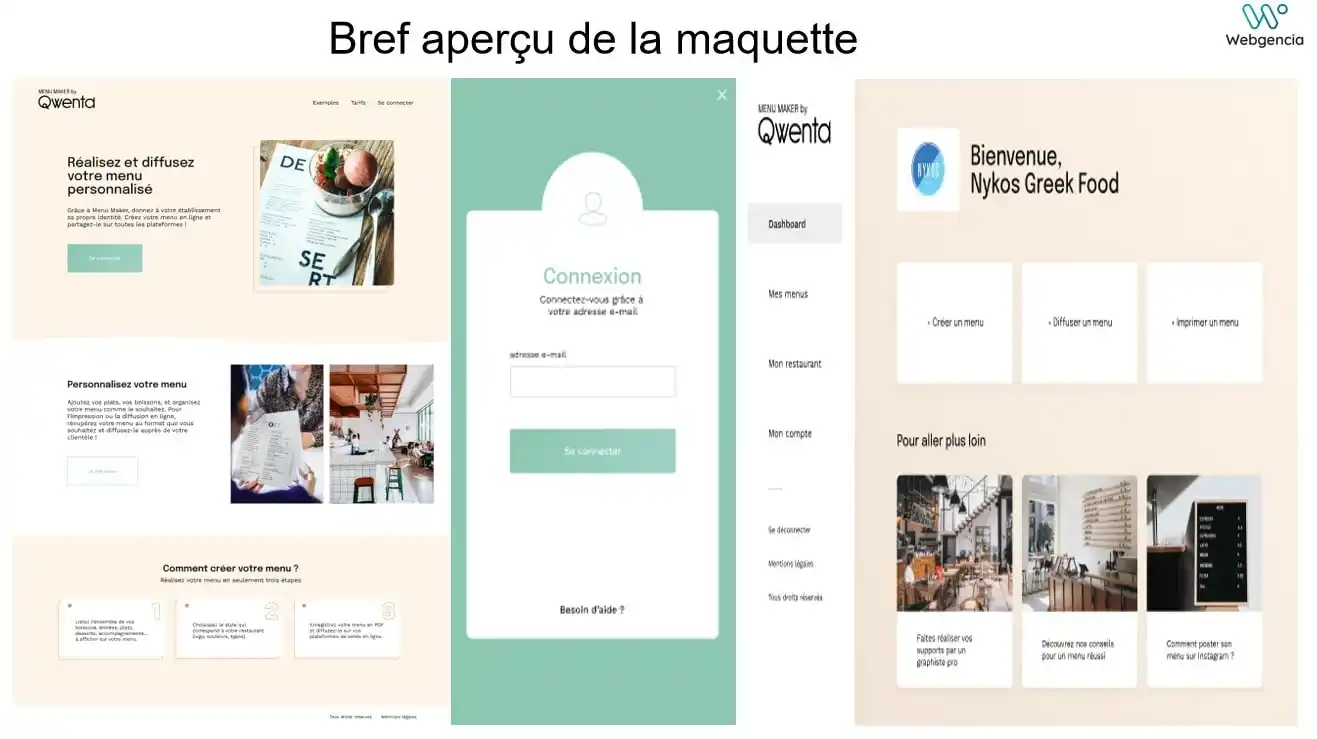 Bref aperçu de la maquette
Webgencia
MENU MAKER by
Qwenta
Exemples
Tarifs
Se connecter
Réalisez et diffusez
votre menu
personnalisé
Grâce à Menu Maker, donnez à votre établissement
sa propre identité. Créez votre menu en ligne et
partagez-le sur toutes les plateformes !
Se connecter
DE
SE
RT
Personnalisez votre menu
Ajoutez vos plats, vos boissons, et organisez
votre menu comme le souhaitez. Pour
l'impression ou la diffusion en ligne,
récupérez votre menu au format que vous
souhaitez et diffusez-le auprès de votre
clientèle !
Comment créer votre menu ?
Réalisez votre menu en seulement trois étapes
1
Listez l'ensemble de vos
boissons, entrées, plats,
desserts, accompagnements...
à afficher sur votre menu.
2
Choisissez le style qui
correspond à votre restaurant
(logo, couleurs, typos).
3
Enregistrez votre menu en PDF
et diffusez-le sur vos
plateformes de vente en ligne.
Tous droits réservés
Mentions légales
X
Connexion
Connectez-vous grâce à
votre adresse e-mail
adresse e-mail
Se connecter
Besoin d'aide ?
MENU MAKER by
Qwenta
Dashboard
Mes menus
Mon restaurant
Mon compte
Se déconnecter
Mentions légales
Tous droits réservés
NYKOS
Bienvenue,
Nykos Greek Food
› Créer un menu
› Diffuser un menu
› Imprimer un menu
Pour aller plus loin
Faites réaliser vos
supports par un
graphiste pro
Découvrez nos conseils
pour un menu réussi
Comment poster son
menu sur Instagram ?